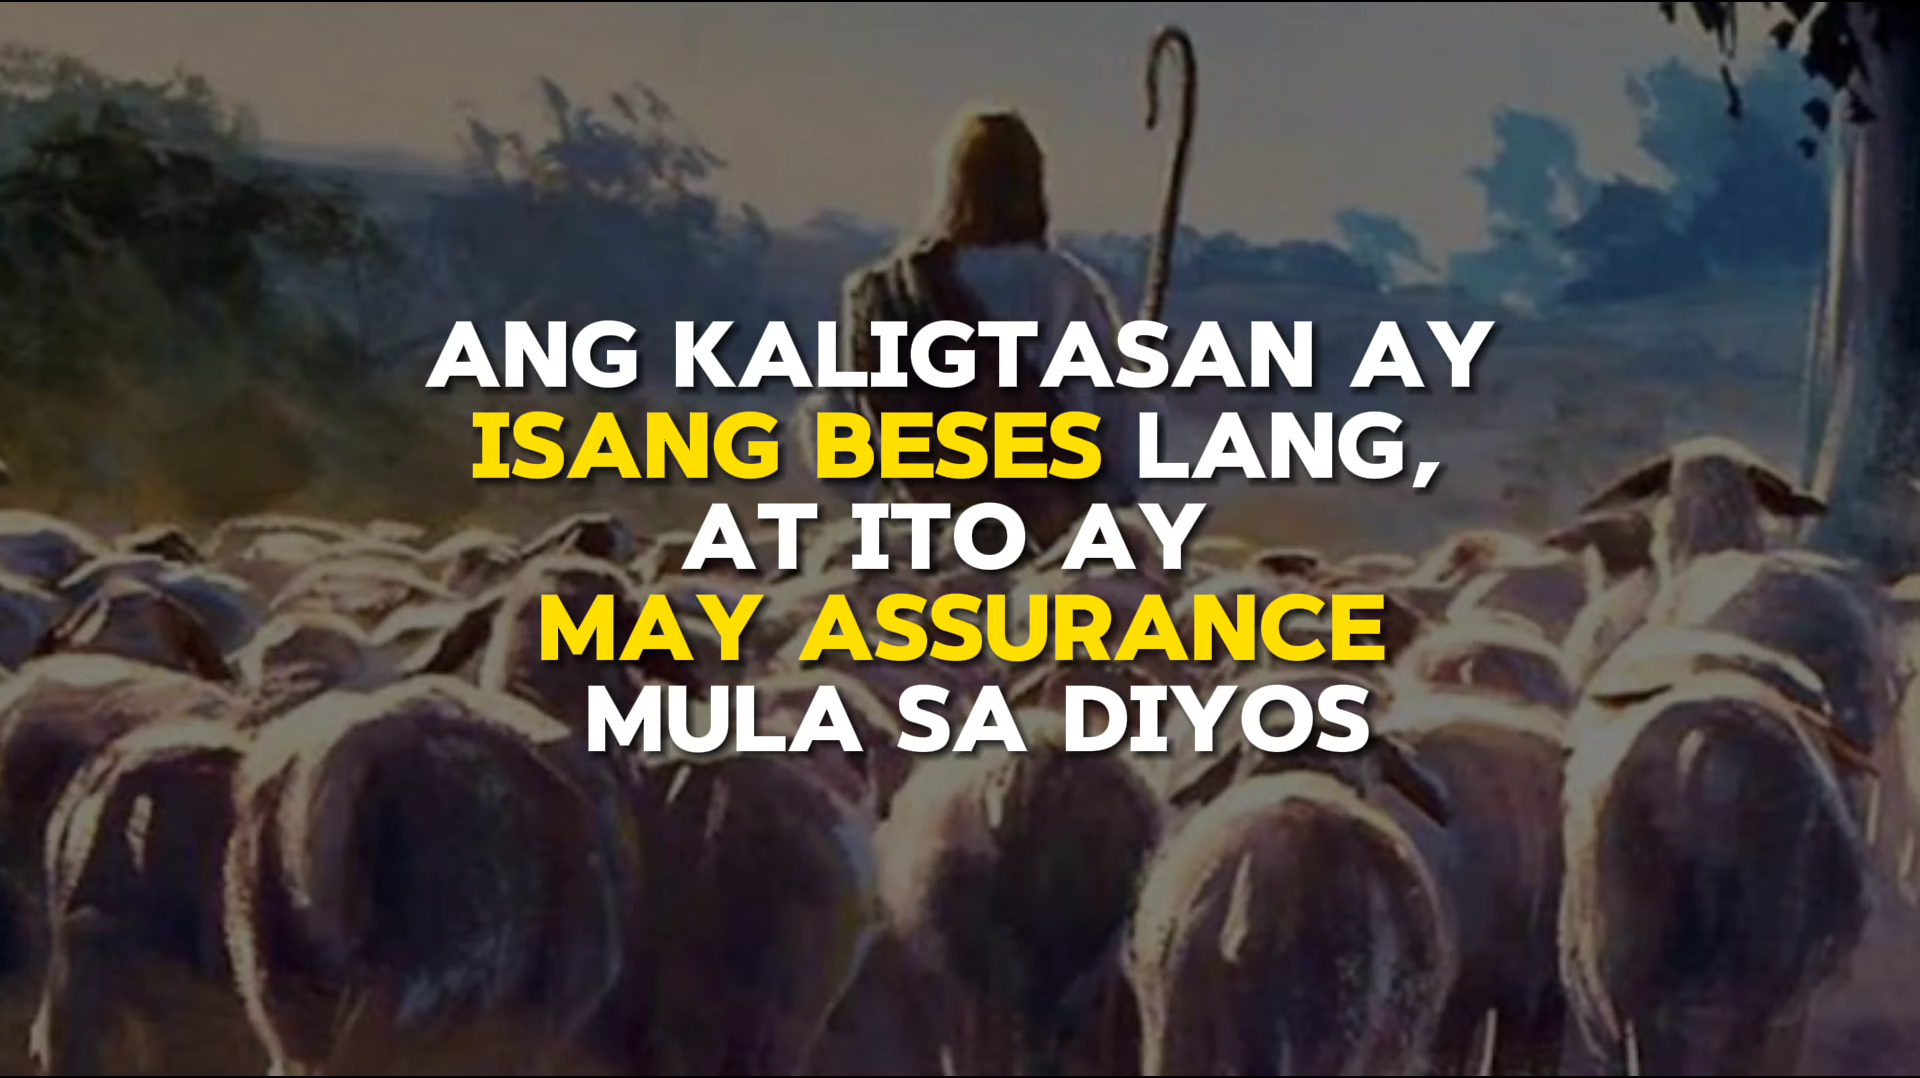 ANG KALIGTASAN AY
ISANG BESES LANG,
AT ITO AY
MAY ASSURANCE
MULA SA DIYOS